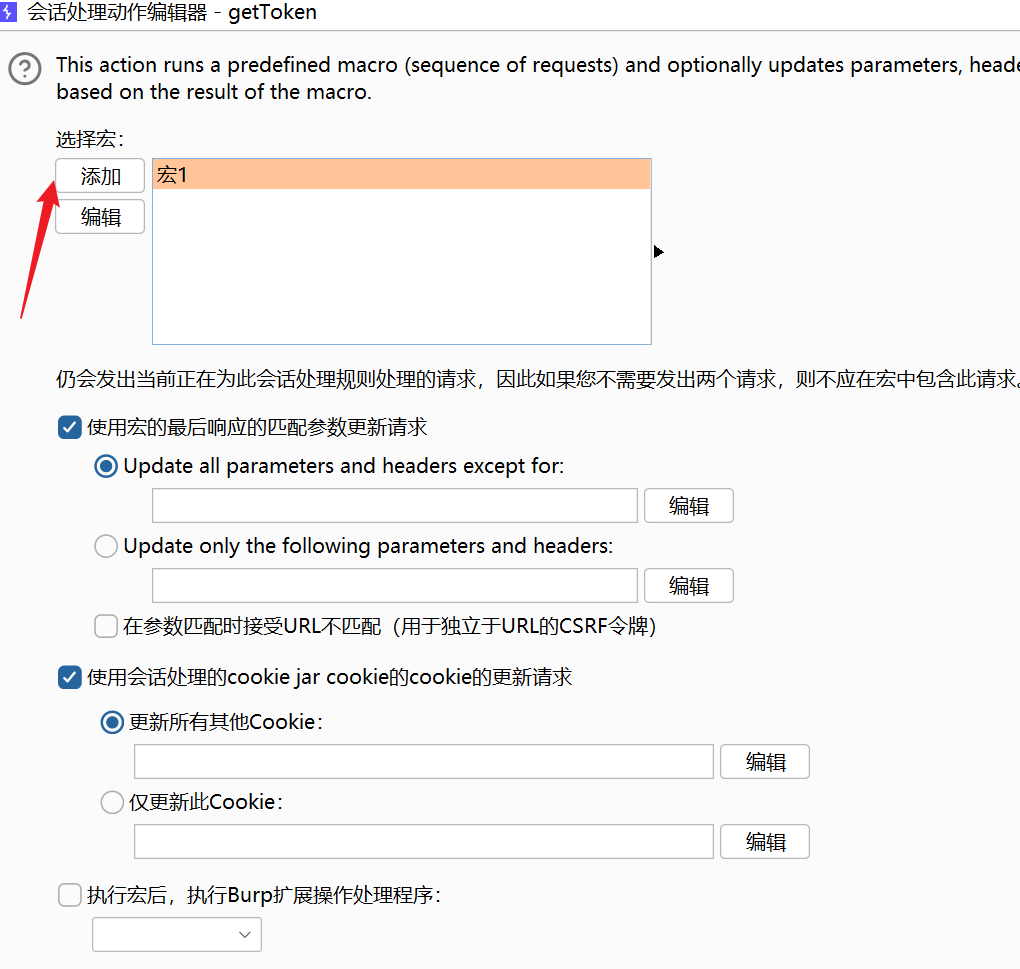 会话处理动作编辑器 - getToken
This action runs a predefined macro (sequence of requests) and optionally updates parameters,
based on the result of the macro.
选择宏：
添加
宏1
编辑
仍会发出当前正在为此会话处理规则处理的请求，因此如果您不需要发出两个请求，则不应在宏中包含此请求。
使用宏的最后响应的匹配参数更新请求
Update all parameters and headers except for:
编辑
Update only the following parameters and headers:
编辑
在参数匹配时接受URL不匹配（用于独立于URL的CSRF令牌）
使用会话处理的cookie jar cookie的cookie的更新请求
更新所有其他Cookie：
编辑
仅更新此Cookie：
编辑
执行宏后，执行Burp扩展操作处理程序：